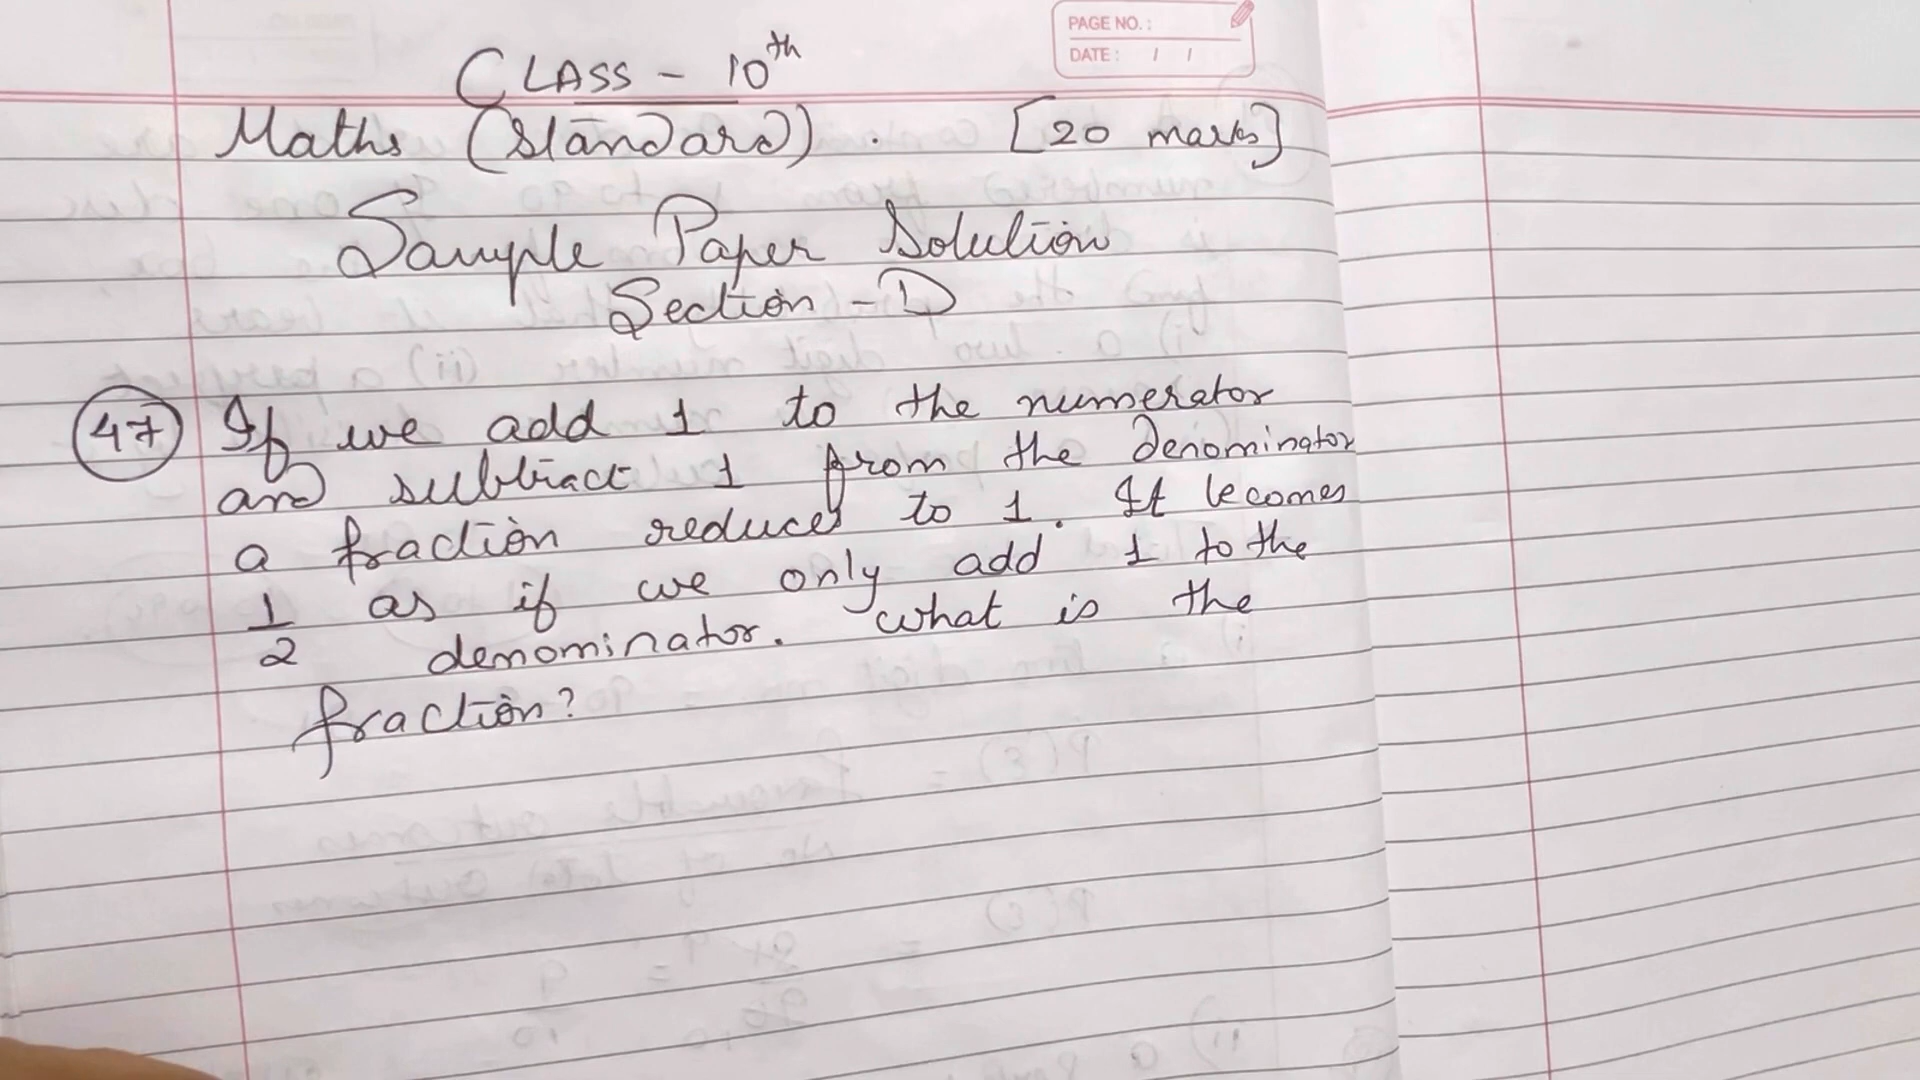 PAGE NO.:
DATE: / /
CLASS - 10th
Maths (Standard). [20 marks]
Sample Paper Solution
Section - D
47 If we add 1 to the numerator
and subtract 1 from the denominator
a fraction reduces to 1. It becomes
1/2 as if we only add 1 to the
denominator. what is the
fraction?